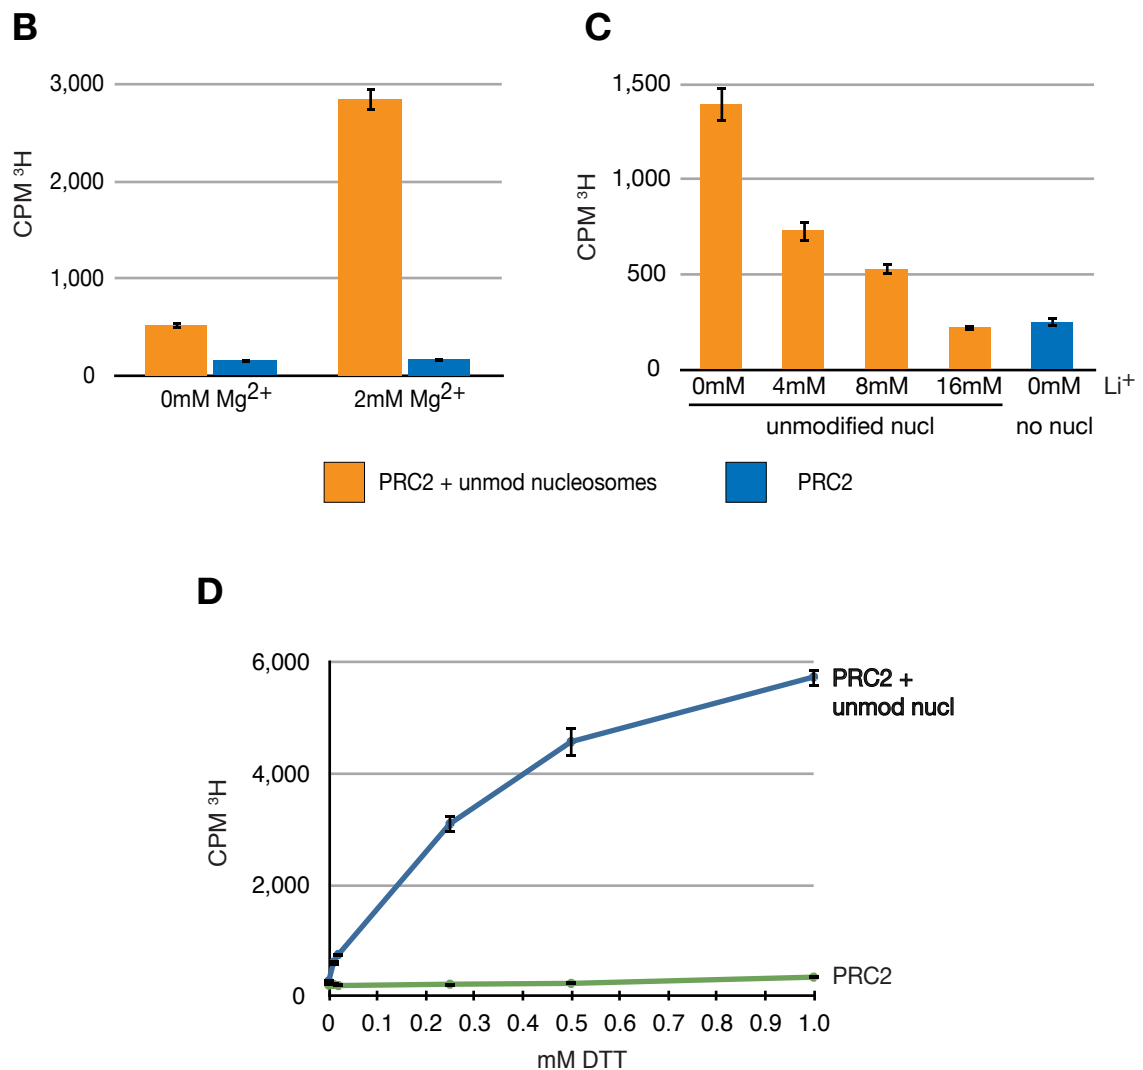 B
C
3,000
2,000
1,000
0
CPM ³H
0mM Mg²⁺
2mM Mg²⁺
1,500
1,000
500
0
CPM ³H
0mM
4mM
8mM
16mM
0mM
Li⁺
unmodified nucl
no nucl
PRC2 + unmod nucleosomes
PRC2
D
6,000
4,000
2,000
0
CPM ³H
PRC2 +
unmod nucl
PRC2
0 0.1 0.2 0.3 0.4 0.5 0.6 0.7 0.8 0.9 1.0
mM DTT